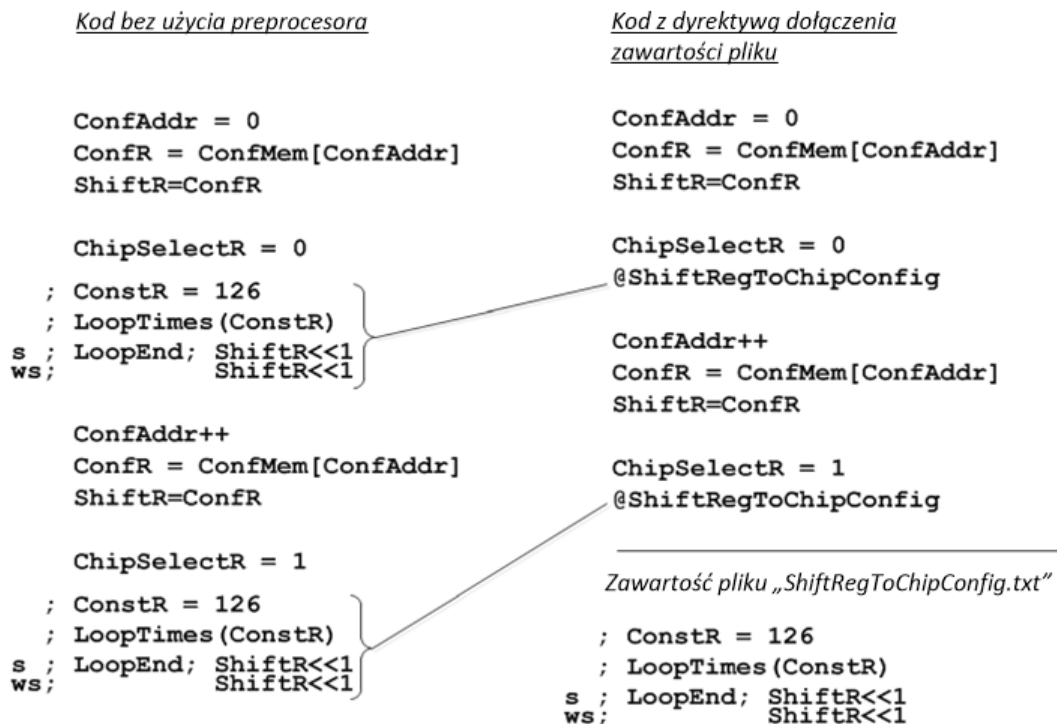 Kod bez użycia preprocesora
ConfAddr = 0
ConfR = ConfMem[ConfAddr]
ShiftR=ConfR
ChipSelectR = 0
; ConstR = 126
; LoopTimes(ConstR)
s ; LoopEnd; ShiftR<<1
ws; ShiftR<<1
ConfAddr++
ConfR = ConfMem[ConfAddr]
ShiftR=ConfR
ChipSelectR = 1
; ConstR = 126
; LoopTimes(ConstR)
s ; LoopEnd; ShiftR<<1
ws; ShiftR<<1
Kod z dyrektywą dołączenia
zawartości pliku
ConfAddr = 0
ConfR = ConfMem[ConfAddr]
ShiftR=ConfR
ChipSelectR = 0
@ShiftRegToChipConfig
ConfAddr++
ConfR = ConfMem[ConfAddr]
ShiftR=ConfR
ChipSelectR = 1
@ShiftRegToChipConfig
Zawartość pliku „ShiftRegToChipConfig.txt”
; ConstR = 126
; LoopTimes(ConstR)
s ; LoopEnd; ShiftR<<1
ws; ShiftR<<1